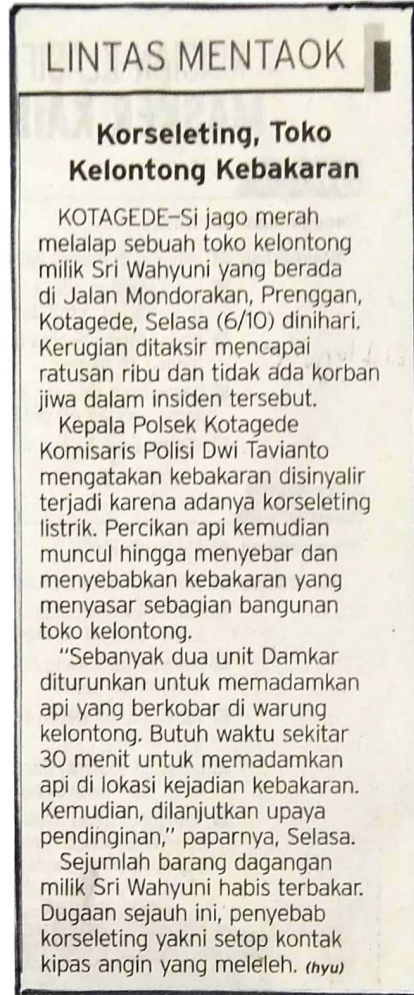 LINTAS MENTAOK
Korseleting, Toko
Kelontong Kebakaran
KOTAGEDE–Si jago merah
melalap sebuah toko kelontong
milik Sri Wahyuni yang berada
di Jalan Mondorakan, Prenggan,
Kotagede, Selasa (6/10) dinihari.
Kerugian ditaksir mencapai
ratusan ribu dan tidak ada korban
jiwa dalam insiden tersebut.
Kepala Polsek Kotagede
Komisaris Polisi Dwi Tavianto
mengatakan kebakaran disinyalir
terjadi karena adanya korseleting
listrik. Percikan api kemudian
muncul hingga menyebar dan
menyebabkan kebakaran yang
menyasar sebagian bangunan
toko kelontong.
“Sebanyak dua unit Damkar
diturunkan untuk memadamkan
api yang berkobar di warung
kelontong. Butuh waktu sekitar
30 menit untuk memadamkan
api di lokasi kejadian kebakaran.
Kemudian, dilanjutkan upaya
pendinginan,” paparnya, Selasa.
Sejumlah barang dagangan
milik Sri Wahyuni habis terbakar.
Dugaan sejauh ini, penyebab
korseleting yakni setop kontak
kipas angin yang meleleh. (hyu)